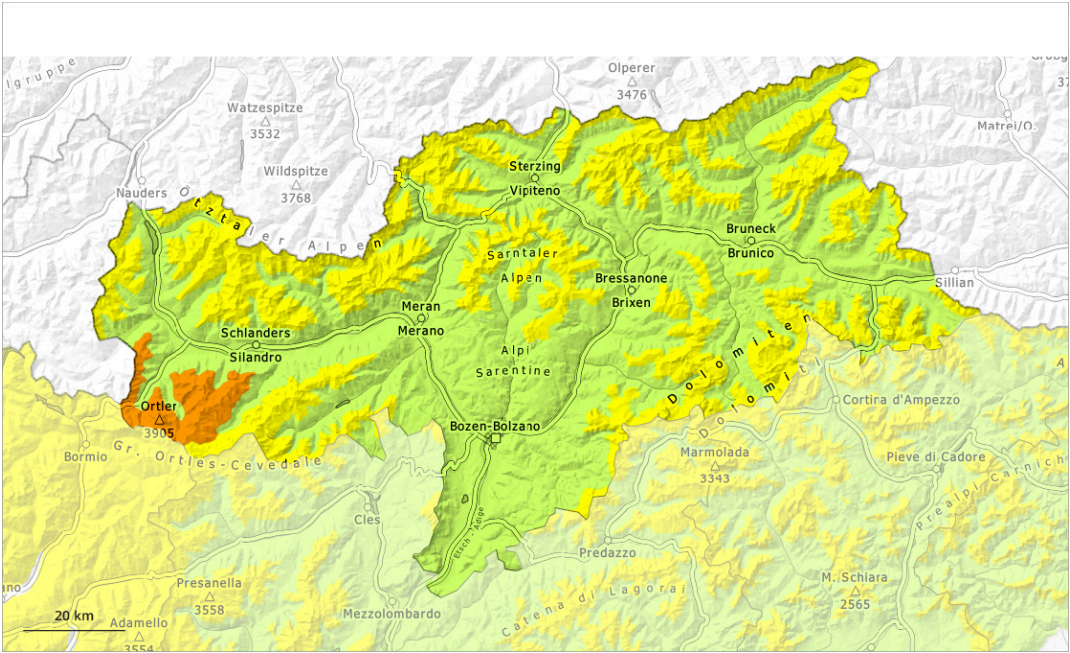 Olperer
3476
Watzespitze
3532
Matrei/O.
Sterzing
Vipiteno
Wildspitze
3768
Nauders
Ötztaler Alpen
Bruneck
Brunico
Sarntaler
Alpen
Bressanone
Brixen
Sillian
Meran
Merano
Schlanders
Silandro
Alpi
Sarentine
Dolomiten
Dolomiti
Ortler
3905
Cortina d'Ampezzo
Bozen-Bolzano
Gr. Ortles-Cevedale
Bormio
Marmolada
3343
Pieve di Cadore
Prealpi Carnich
Cles
Etsch - Adige
Predazzo
Presanella
3558
M. Schiara
2565
Catena di Lagorai
ano
20 km
Mezzolombardo
Adamello
3554